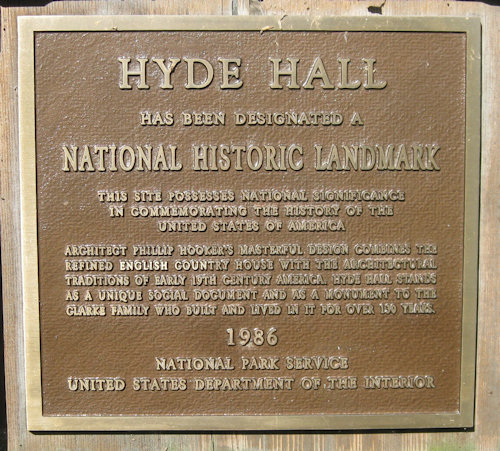 HYDE HALL
HAS BEEN DESIGNATED A
NATIONAL HISTORIC LANDMARK
THIS SITE POSSESSES NATIONAL SIGNIFICANCE
IN COMMEMORATING THE HISTORY OF THE
UNITED STATES OF AMERICA
ARCHITECT PHILLIP HOOKER'S MASTERFUL DESIGN COMBINES THE
REFINED ENGLISH COUNTRY HOUSE WITH THE ARCHITECTURAL
TRADITIONS OF EARLY 19TH CENTURY AMERICA. HYDE HALL STANDS
AS A UNIQUE SOCIAL DOCUMENT AND AS A MONUMENT TO THE
CLARKE FAMILY WHO BUILT AND LIVED IN IT FOR OVER 150 YEARS.
1986
NATIONAL PARK SERVICE
UNITED STATES DEPARTMENT OF THE INTERIOR